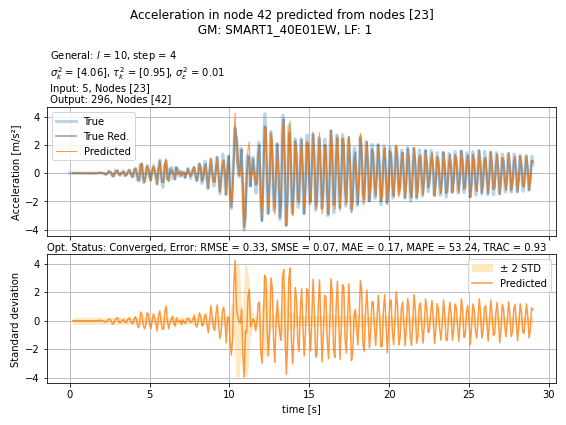 Acceleration in node 42 predicted from nodes [23]
GM: SMART1_40E01EW, LF: 1
General: l = 10, step = 4
σₖ² = [4.06], τₖ² = [0.95], σ_ε² = 0.01
Input: 5, Nodes [23]
Output: 296, Nodes [42]
Acceleration [m/s²]
4
2
0
−2
−4
True
True Red.
Predicted
Opt. Status: Converged, Error: RMSE = 0.33, SMSE = 0.07, MAE = 0.17, MAPE = 53.24, TRAC = 0.93
Standard deviation
4
2
0
−2
−4
± 2 STD
Predicted
0 5 10 15 20 25 30
time [s]